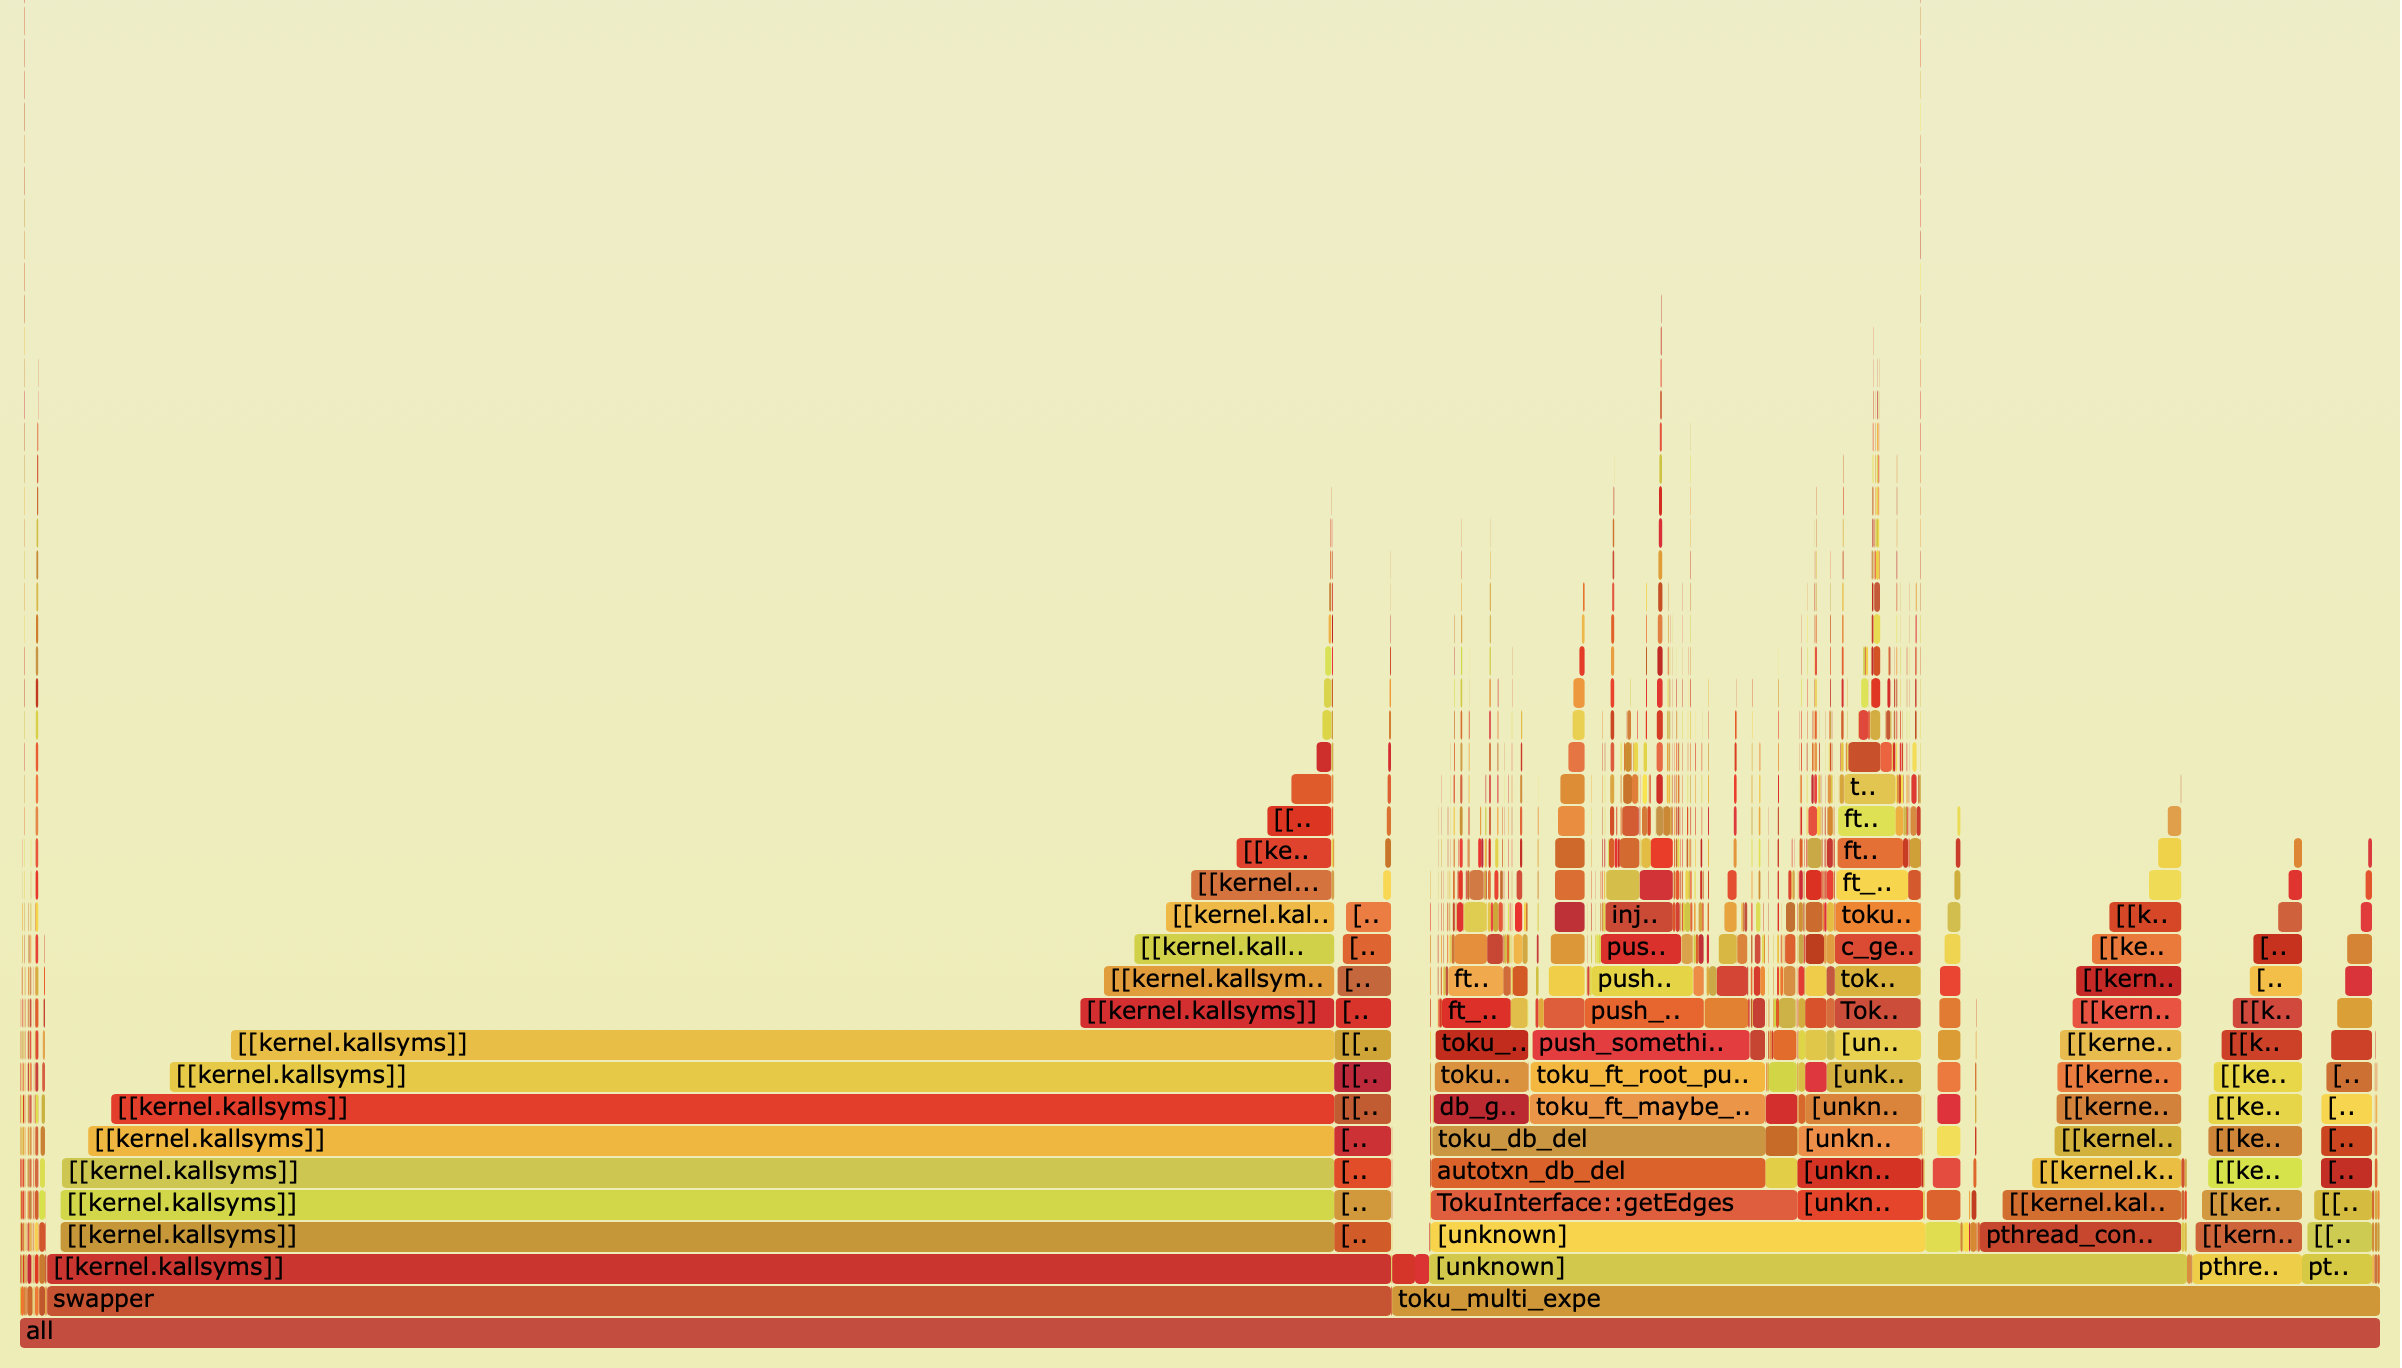 t..
[[.. ft..
[[ke.. ft..
[[kernel... ft_..
[[kernel.kal.. [.. inj.. toku.. [[k..
[[kernel.kall.. [.. pus.. c_ge.. [[ke.. [..
[[kernel.kallsym.. [.. ft.. push.. tok.. [[kern.. [..
[[kernel.kallsyms]] [.. ft_.. push_.. Tok.. [[kern.. [[k..
[[kernel.kallsyms]] [[.. toku_.. push_somethi.. [un.. [[kerne.. [[k..
[[kernel.kallsyms]] [[.. toku.. toku_ft_root_pu.. [unk.. [[kerne.. [[ke.. [..
[[kernel.kallsyms]] [[.. db_g.. toku_ft_maybe_.. [unkn.. [[kerne.. [[ke.. [..
[[kernel.kallsyms]] [.. toku_db_del [unkn.. [[kernel.. [[ke.. [..
[[kernel.kallsyms]] [.. autotxn_db_del [unkn.. [[kernel.k.. [[ke.. [..
[[kernel.kallsyms]] [.. TokuInterface::getEdges [unkn.. [[kernel.kal.. [[ker.. [[..
[[kernel.kallsyms]] [.. [unknown] pthread_con.. [[kern.. [[..
[[kernel.kallsyms]] [unknown] pthre.. pt..
swapper toku_multi_expe
all